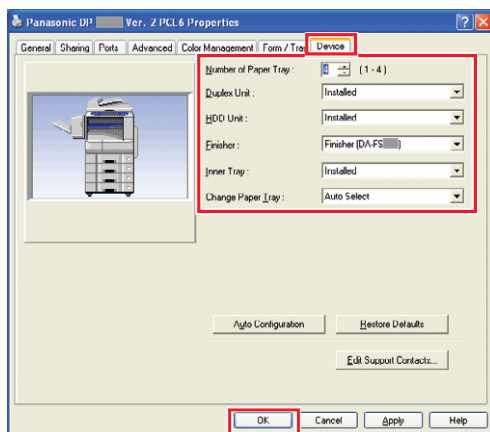 Panasonic DP Ver. 2 PCL6 Properties
General Sharing Ports Advanced Color Management Form / Tray Device
Number of Paper Tray : 4 (1 - 4)
Duplex Unit : Installed
HDD Unit : Installed
Finisher : Finisher (DA-FS )
Inner Tray : Installed
Change Paper Tray : Auto Select
Auto Configuration Restore Defaults
Edit Support Contacts...
OK Cancel Apply Help